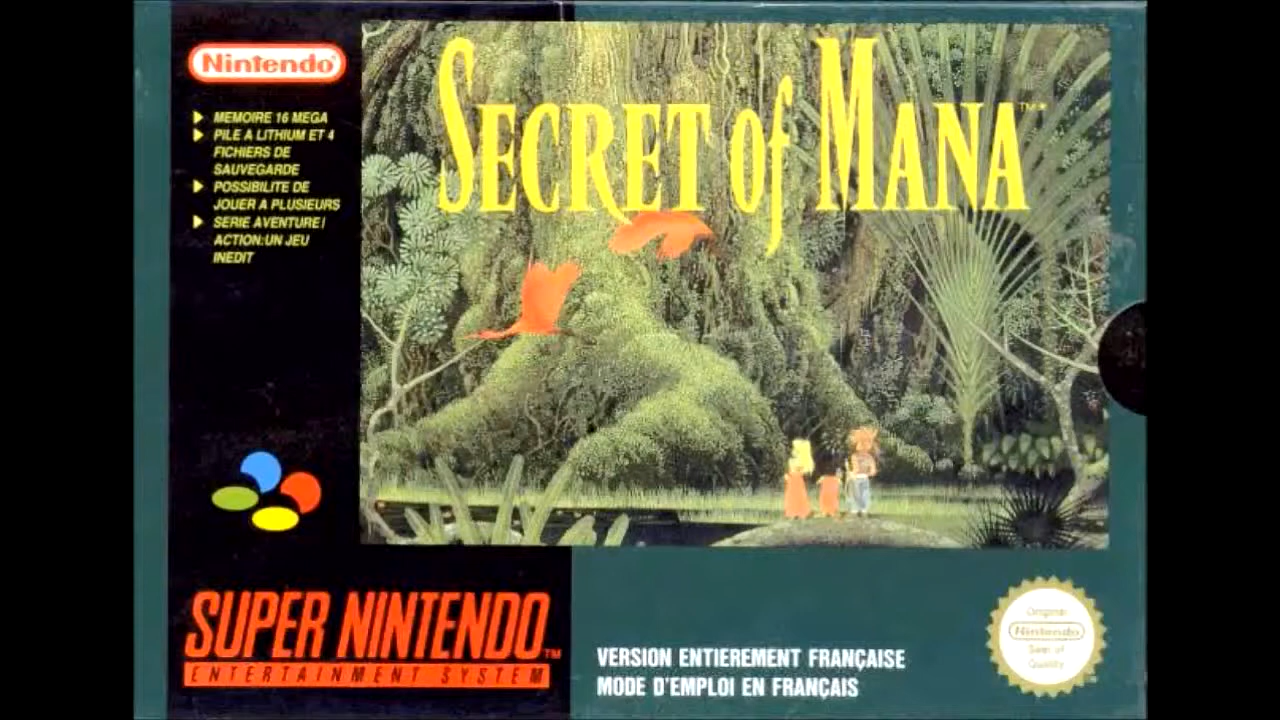 Nintendo®
MEMOIRE 16 MEGA
PILE A LITHIUM ET 4
FICHIERS DE
SAUVEGARDE
POSSIBILITE DE
JOUER A PLUSIEURS
SERIE AVENTURE/
ACTION:UN JEU
INEDIT
SECRET of MANA™*
SUPER NINTENDO™
ENTERTAINMENT SYSTEM
VERSION ENTIEREMENT FRANÇAISE
MODE D'EMPLOI EN FRANÇAIS
Original
Nintendo
Seal of
Quality